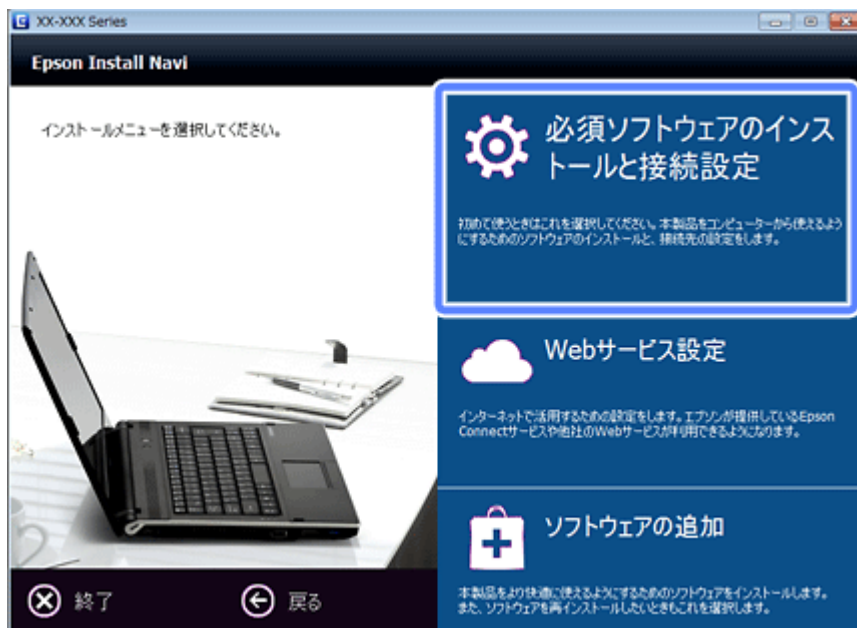 XX-XXX Series
Epson Install Navi
インストールメニューを選択してください。
必須ソフトウェアのインス
トールと接続設定
初めて使うときはこれを選択してください。本製品をコンピューターから使えるよう
にするためのソフトウェアのインストールと、接続先の設定をします。
Webサービス設定
インターネットで活用するための設定をします。エプソンが提供しているEpson
Connectサービスや他社のWebサービスが利用できるようになります。
ソフトウェアの追加
本製品をより快適に使えるようにするためのソフトウェアをインストールします。
また、ソフトウェアを再インストールしたいときもこれを選択します。
終了
戻る